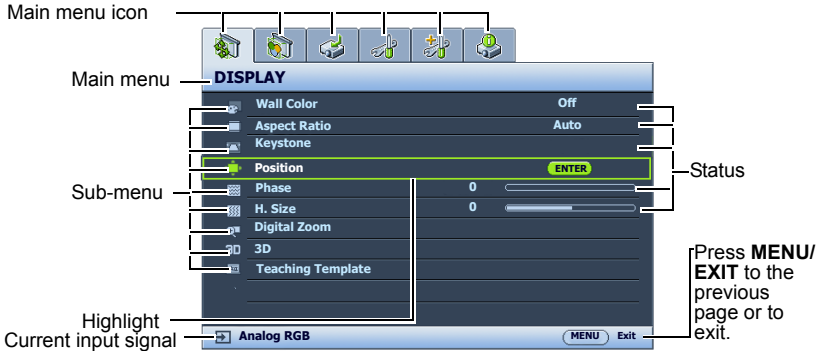 Main menu icon
Main menu
DISPLAY
Wall Color Off
Aspect Ratio Auto
Keystone
Position ENTER
Sub-menu
Phase 0
Status
H. Size 0
Digital Zoom
3D 3D
Teaching Template
Press MENU/
EXIT to the
previous
page or to
exit.
Highlight
Current input signal
Analog RGB
MENU Exit